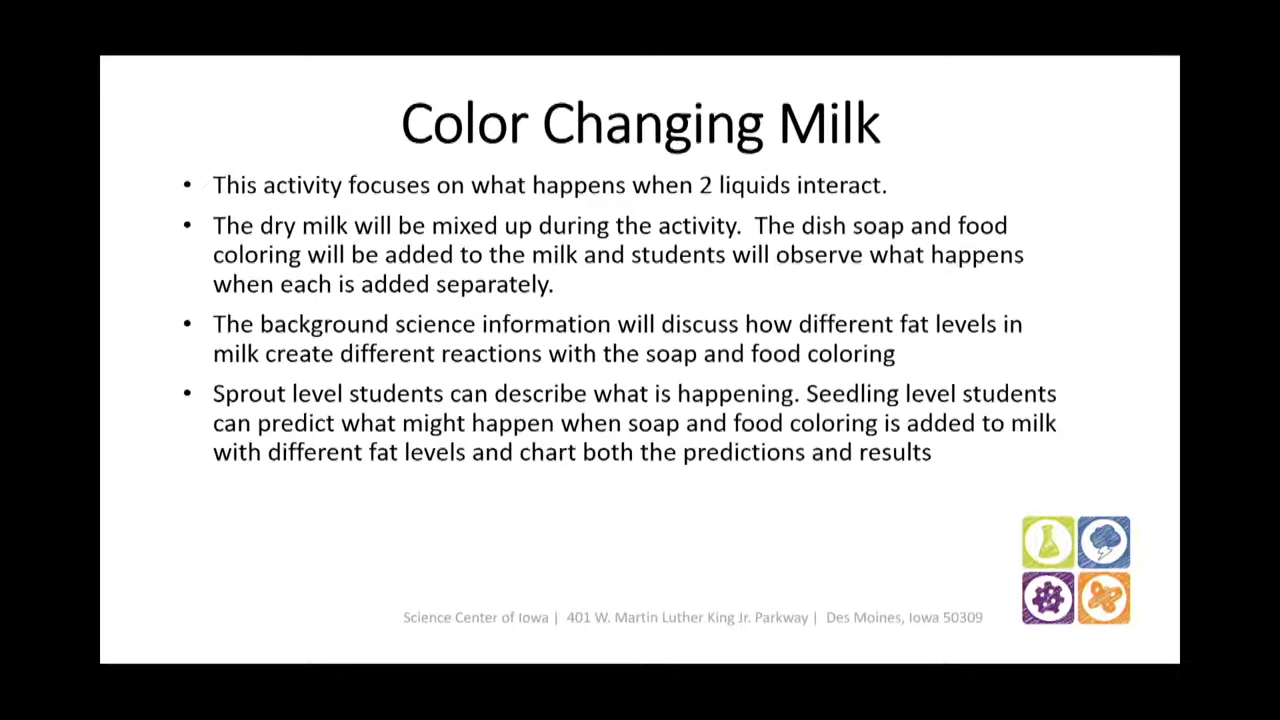 Color Changing Milk
• This activity focuses on what happens when 2 liquids interact.
• The dry milk will be mixed up during the activity.  The dish soap and food
coloring will be added to the milk and students will observe what happens
when each is added separately.
• The background science information will discuss how different fat levels in
milk create different reactions with the soap and food coloring
• Sprout level students can describe what is happening. Seedling level students
can predict what might happen when soap and food coloring is added to milk
with different fat levels and chart both the predictions and results
Science Center of Iowa |  401 W. Martin Luther King Jr. Parkway |  Des Moines, Iowa 50309